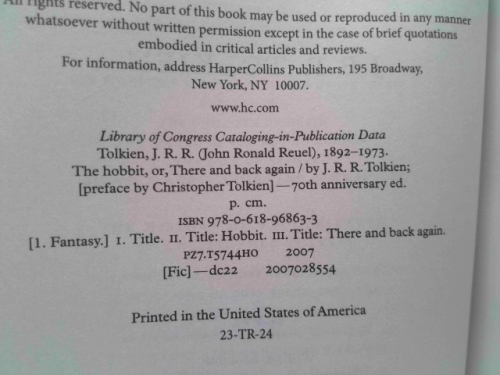 All rights reserved. No part of this book may be used or reproduced in any manner
whatsoever without written permission except in the case of brief quotations
embodied in critical articles and reviews.
For information, address HarperCollins Publishers, 195 Broadway,
New York, NY 10007.
www.hc.com
Library of Congress Cataloging-in-Publication Data
Tolkien, J. R. R. (John Ronald Reuel), 1892–1973.
The hobbit, or, There and back again / by J. R. R. Tolkien;
[preface by Christopher Tolkien] — 70th anniversary ed.
p. cm.
ISBN 978-0-618-96863-3
[1. Fantasy.] I. Title. II. Title: Hobbit. III. Title: There and back again.
PZ7.T5744HO 2007
[Fic] — dc22 2007028554
Printed in the United States of America
23-TR-24